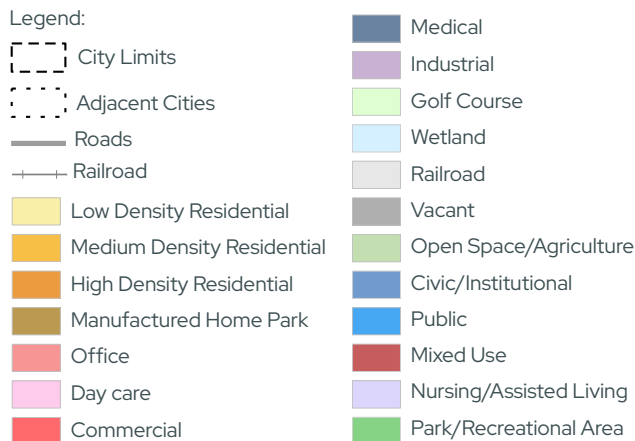 Legend:
City Limits
Adjacent Cities
Roads
Railroad
Low Density Residential
Medium Density Residential
High Density Residential
Manufactured Home Park
Office
Day care
Commercial
Medical
Industrial
Golf Course
Wetland
Railroad
Vacant
Open Space/Agriculture
Civic/Institutional
Public
Mixed Use
Nursing/Assisted Living
Park/Recreational Area